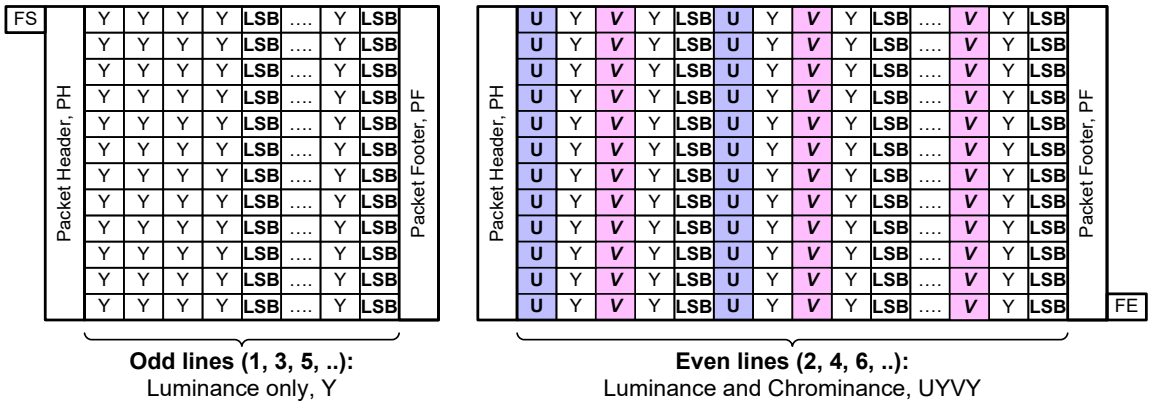 FS Y Y Y Y LSB .... Y LSB U Y V Y LSB U Y V Y LSB .... V Y LSB
Y Y Y Y LSB .... Y LSB U Y V Y LSB U Y V Y LSB .... V Y LSB
Y Y Y Y LSB .... Y LSB U Y V Y LSB U Y V Y LSB .... V Y LSB
Y Y Y Y LSB .... Y LSB U Y V Y LSB U Y V Y LSB .... V Y LSB
Y Y Y Y LSB .... Y LSB U Y V Y LSB U Y V Y LSB .... V Y LSB
Y Y Y Y LSB .... Y LSB U Y V Y LSB U Y V Y LSB .... V Y LSB
Y Y Y Y LSB .... Y LSB U Y V Y LSB U Y V Y LSB .... V Y LSB
Y Y Y Y LSB .... Y LSB U Y V Y LSB U Y V Y LSB .... V Y LSB
Y Y Y Y LSB .... Y LSB U Y V Y LSB U Y V Y LSB .... V Y LSB
Y Y Y Y LSB .... Y LSB U Y V Y LSB U Y V Y LSB .... V Y LSB
Y Y Y Y LSB .... Y LSB U Y V Y LSB U Y V Y LSB .... V Y LSB
Y Y Y Y LSB .... Y LSB U Y V Y LSB U Y V Y LSB .... V Y LSB FE
Packet Header, PH
Packet Footer, PF
Packet Header, PH
Packet Footer, PF
Odd lines (1, 3, 5, ..):
Luminance only, Y
Even lines (2, 4, 6, ..):
Luminance and Chrominance, UYVY